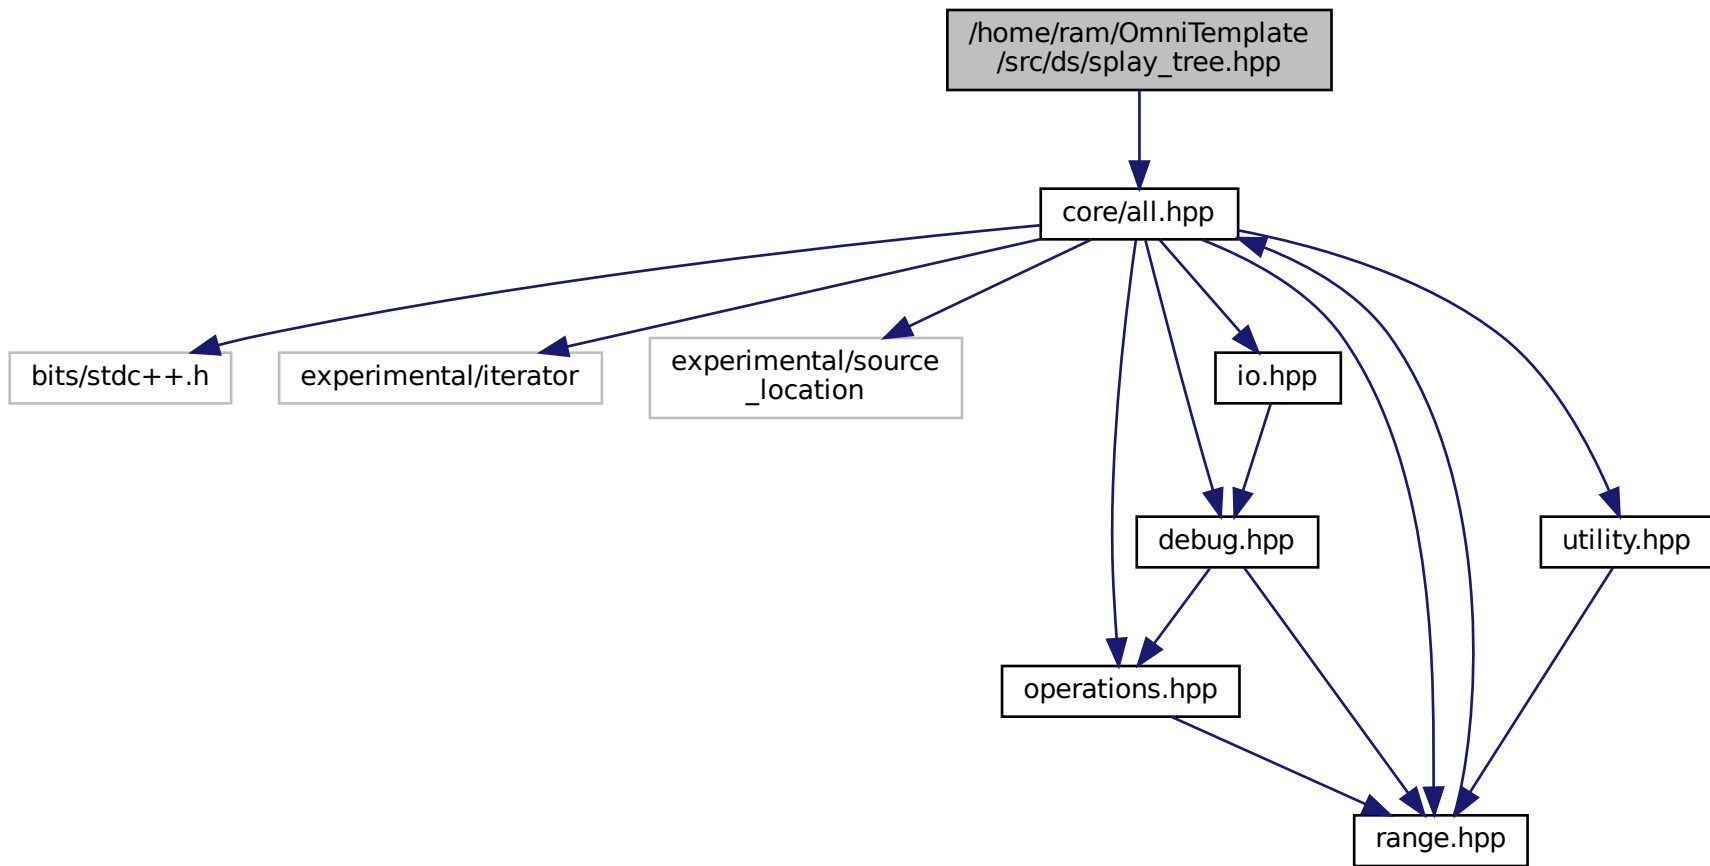 /home/ram/OmniTemplate
/src/ds/splay_tree.hpp
core/all.hpp
bits/stdc++.h
experimental/iterator
experimental/source
_location
io.hpp
debug.hpp
utility.hpp
operations.hpp
range.hpp